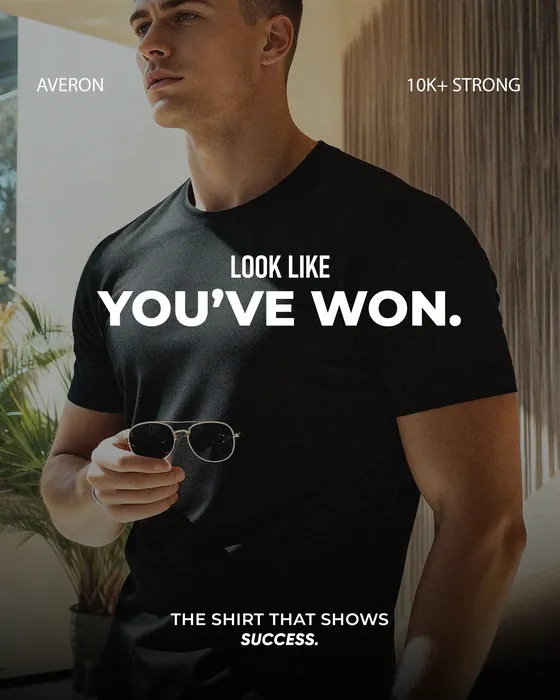 AVERON
10K+ STRONG
LOOK LIKE
YOU'VE WON.
THE SHIRT THAT SHOWS
SUCCESS.